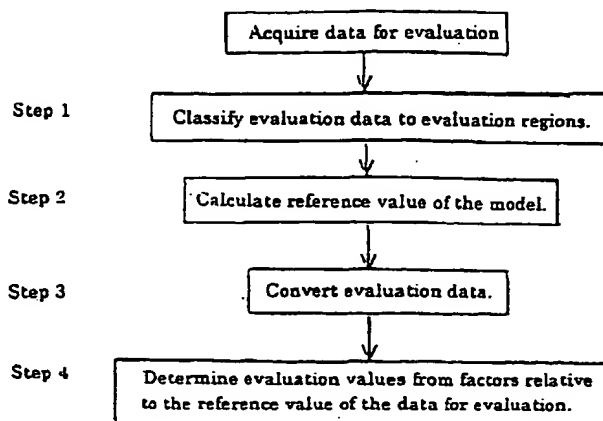 Acquire data for evaluation
Step 1
Classify evaluation data to evaluation regions.
Step 2
Calculate reference value of the model.
Step 3
Convert evaluation data.
Step 4
Determine evaluation values from factors relative
to the reference value of the data for evaluation.